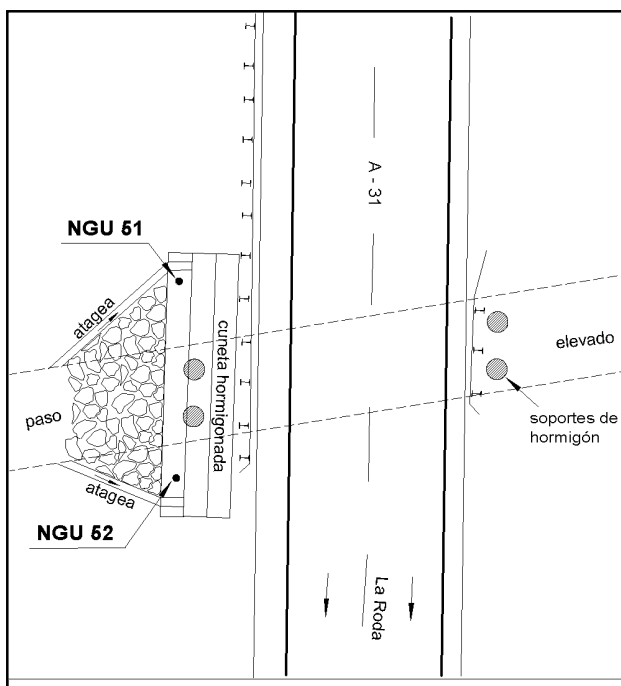 A - 31
NGU 51
atagea
cuneta hormigonada
elevado
paso
soportes de
hormigón
atagea
NGU 52
La Roda